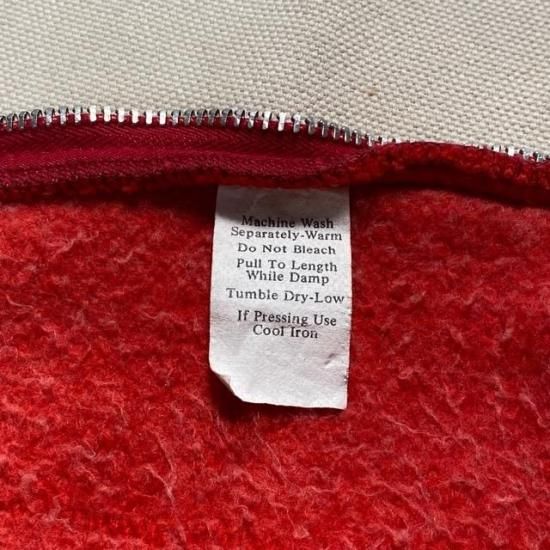 Machine Wash
Separately-Warm
Do Not Bleach
Pull To Length
While Damp
Tumble Dry-Low
If Pressing Use
Cool Iron